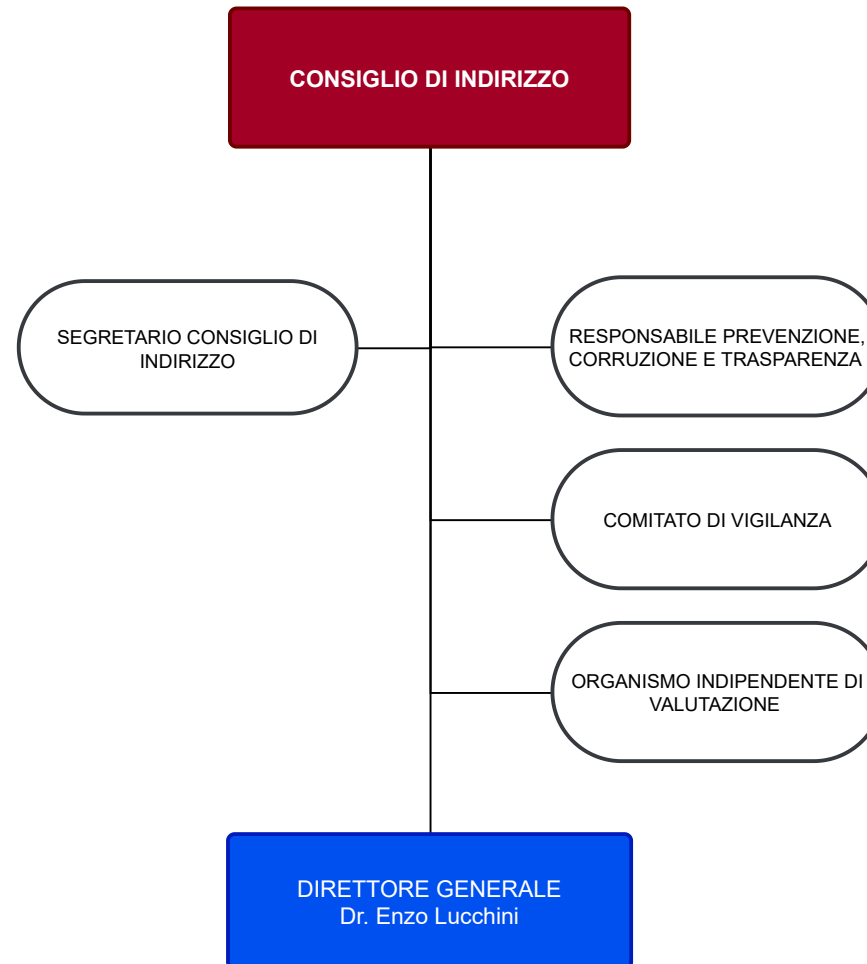 CONSIGLIO DI INDIRIZZO
SEGRETARIO CONSIGLIO DI
INDIRIZZO
RESPONSABILE PREVENZIONE,
CORRUZIONE E TRASPARENZA
COMITATO DI VIGILANZA
ORGANISMO INDIPENDENTE DI
VALUTAZIONE
DIRETTORE GENERALE
Dr. Enzo Lucchini